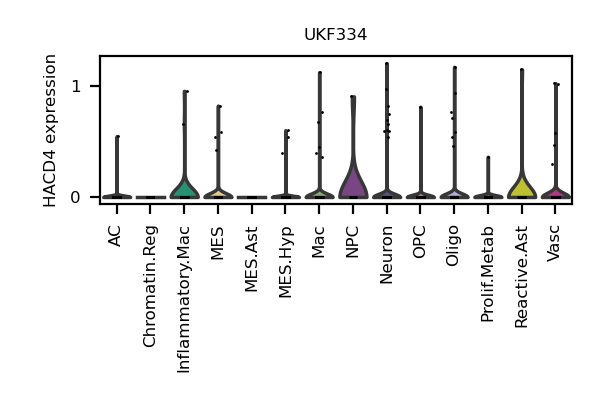 UKF334
HACD4 expression
1
0
AC
Chromatin.Reg
Inflammatory.Mac
MES
MES.Ast
MES.Hyp
Mac
NPC
Neuron
OPC
Oligo
Prolif.Metab
Reactive.Ast
Vasc